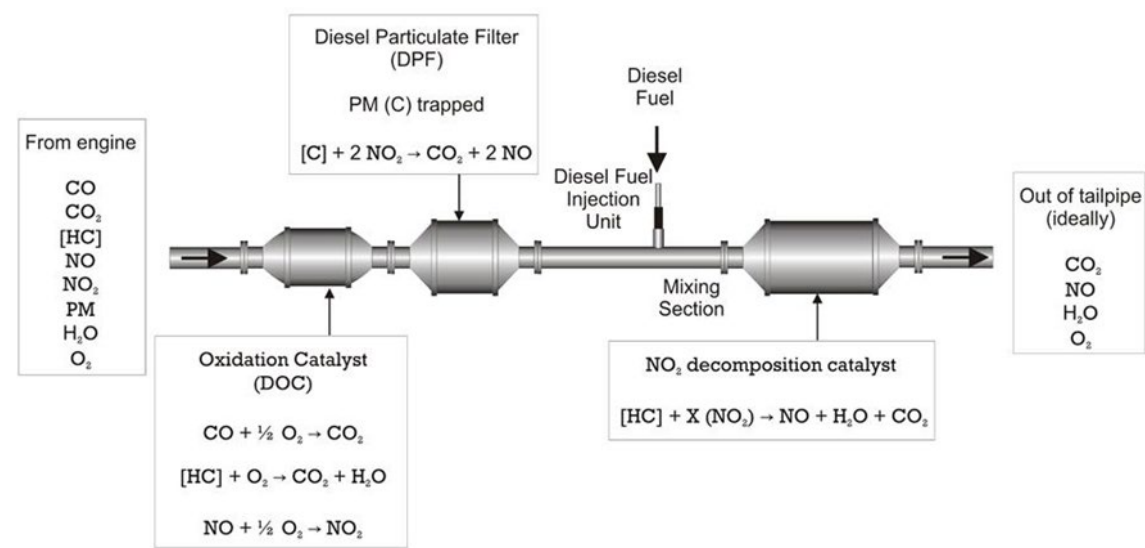 From engine
CO
CO₂
[HC]
NO
NO₂
PM
H₂O
O₂
Oxidation Catalyst
(DOC)
CO + ½ O₂ → CO₂
[HC] + O₂ → CO₂ + H₂O
NO + ½ O₂ → NO₂
Diesel Particulate Filter
(DPF)
PM (C) trapped
[C] + 2 NO₂ → CO₂ + 2 NO
Diesel
Fuel
Diesel Fuel
Injection
Unit
Mixing
Section
NO₂ decomposition catalyst
[HC] + X (NO₂) → NO + H₂O + CO₂
Out of tailpipe
(ideally)
CO₂
NO
H₂O
O₂